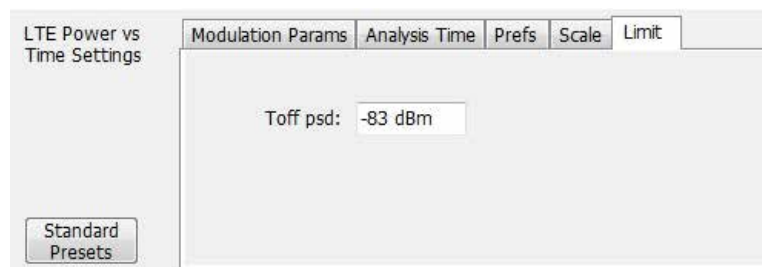 LTE Power vs
Time Settings
Modulation Params Analysis Time Prefs Scale Limit
Toff psd: -83 dBm
Standard
Presets